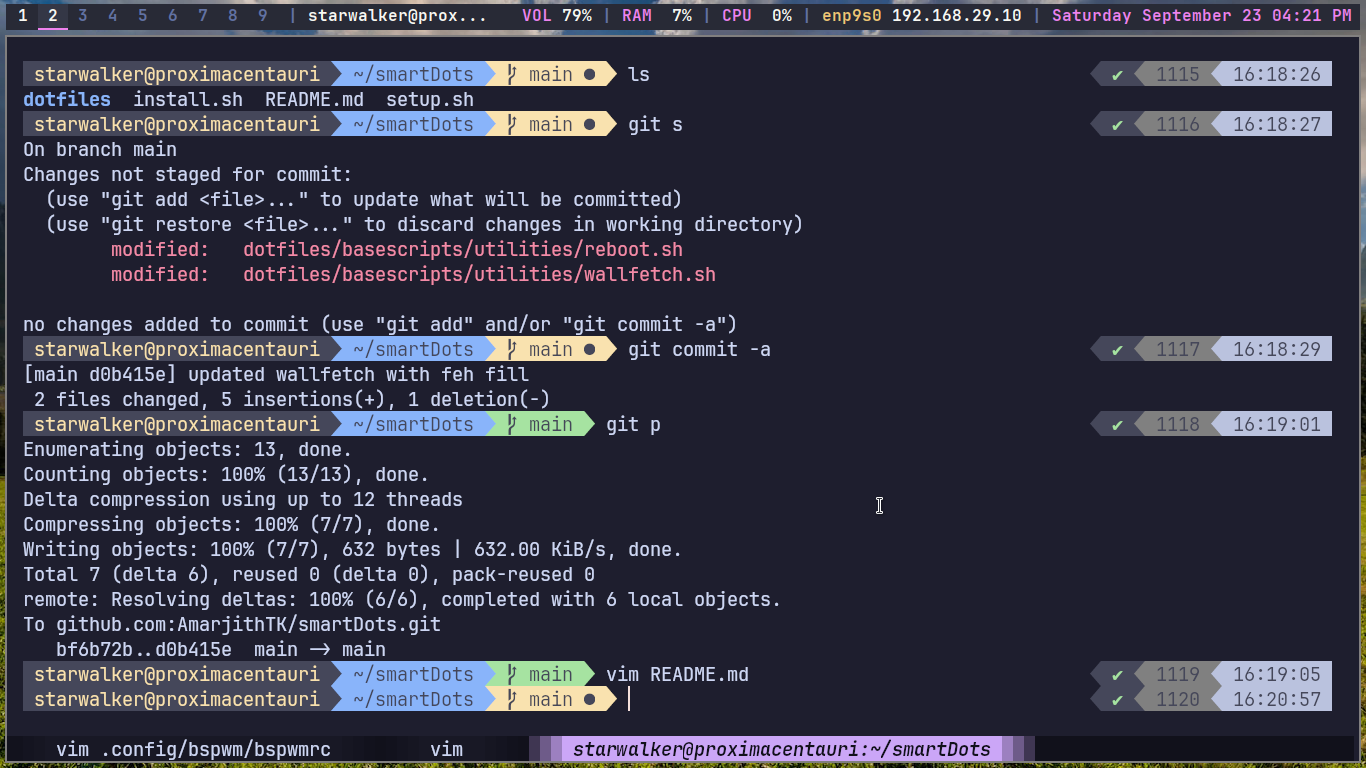 1 2 3 4 5 6 7 8 9 | starwalker@prox... VOL 79% | RAM 7% | CPU 0% | enp9s0 192.168.29.10 | Saturday September 23 04:21 PM
starwalker@proximacentauri ~/smartDots main ● ls ✔ 1115 16:18:26
dotfiles install.sh README.md setup.sh
starwalker@proximacentauri ~/smartDots main ● git s ✔ 1116 16:18:27
On branch main
Changes not staged for commit:
  (use "git add <file>..." to update what will be committed)
  (use "git restore <file>..." to discard changes in working directory)
        modified:   dotfiles/basescripts/utilities/reboot.sh
        modified:   dotfiles/basescripts/utilities/wallfetch.sh
no changes added to commit (use "git add" and/or "git commit -a")
starwalker@proximacentauri ~/smartDots main ● git commit -a ✔ 1117 16:18:29
[main d0b415e] updated wallfetch with feh fill
 2 files changed, 5 insertions(+), 1 deletion(-)
starwalker@proximacentauri ~/smartDots main git p ✔ 1118 16:19:01
Enumerating objects: 13, done.
Counting objects: 100% (13/13), done.
Delta compression using up to 12 threads
Compressing objects: 100% (7/7), done.
Writing objects: 100% (7/7), 632 bytes | 632.00 KiB/s, done.
Total 7 (delta 6), reused 0 (delta 0), pack-reused 0
remote: Resolving deltas: 100% (6/6), completed with 6 local objects.
To github.com:AmarjithTK/smartDots.git
   bf6b72b..d0b415e  main -> main
starwalker@proximacentauri ~/smartDots main vim README.md ✔ 1119 16:19:05
starwalker@proximacentauri ~/smartDots main ● ✔ 1120 16:20:57
vim .config/bspwm/bspwmrc vim starwalker@proximacentauri:~/smartDots